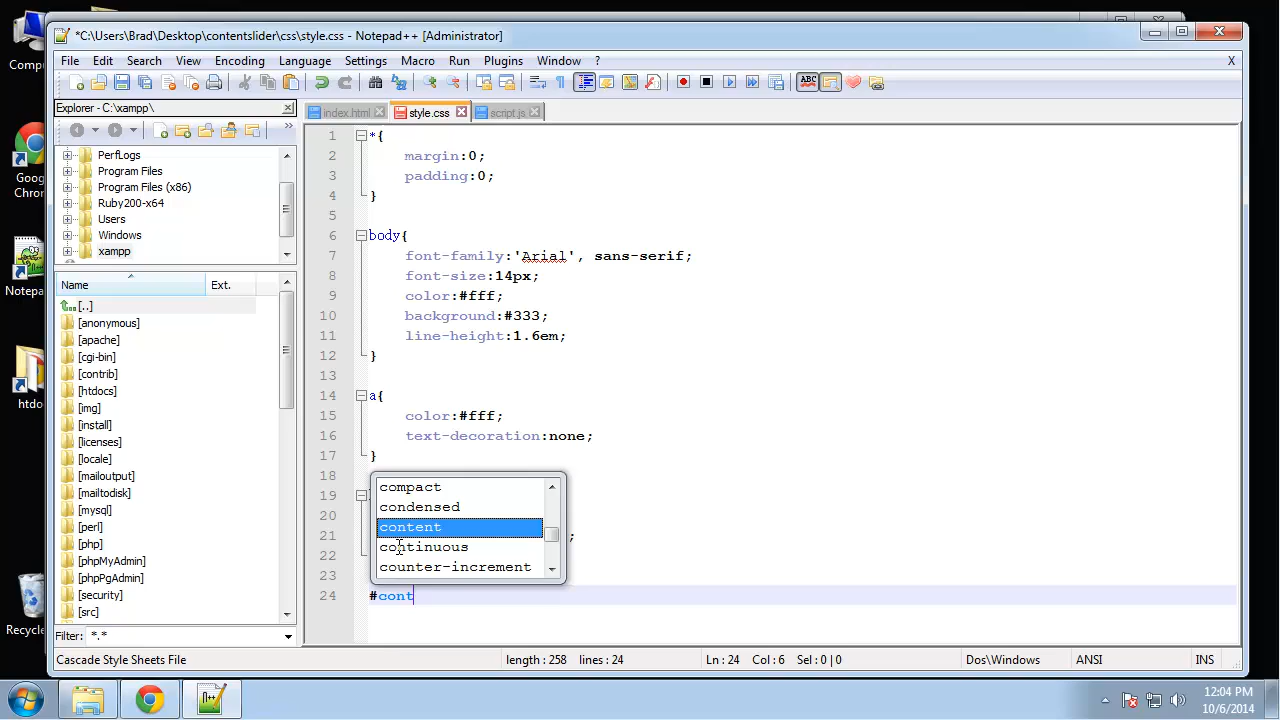 Compu
Goog
Chron
Notepa
htdo
Recycle
*C:\Users\Brad\Desktop\contentslider\css\style.css - Notepad++ [Administrator]
File Edit Search View Encoding Language Settings Macro Run Plugins Window ? X
ABC
Explorer - C:\xampp\
index.html style.css script.js
PerfLogs
Program Files
Program Files (x86)
Ruby200-x64
Users
Windows
xampp
Name Ext.
[..]
[anonymous]
[apache]
[cgi-bin]
[contrib]
[htdocs]
[img]
[install]
[licenses]
[locale]
[mailoutput]
[mailtodisk]
[mysql]
[perl]
[php]
[phpMyAdmin]
[phpPgAdmin]
[security]
[src]
Filter: *.*
1 *{
2 margin:0;
3 padding:0;
4 }
5
6 body{
7 font-family:'Arial', sans-serif;
8 font-size:14px;
9 color:#fff;
10 background:#333;
11 line-height:1.6em;
12 }
13
14 a{
15 color:#fff;
16 text-decoration:none;
17 }
18
19
20
21 ;
22
23
24 #cont
compact
condensed
content
continuous
counter-increment
Cascade Style Sheets File length : 258 lines : 24 Ln : 24 Col : 6 Sel : 0 | 0 Dos\Windows ANSI INS
12:04 PM
10/6/2014